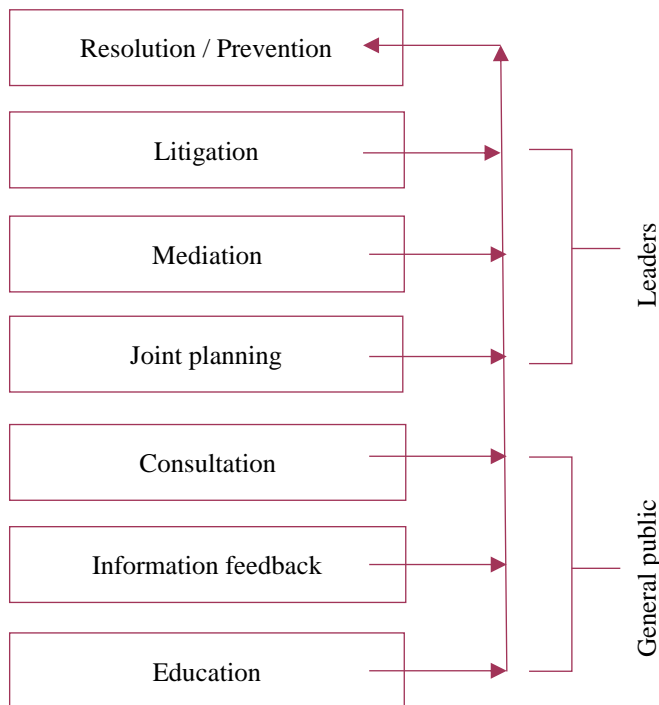 Resolution / Prevention
Litigation
Mediation
Joint planning
Consultation
Information feedback
Education
Leaders
General public